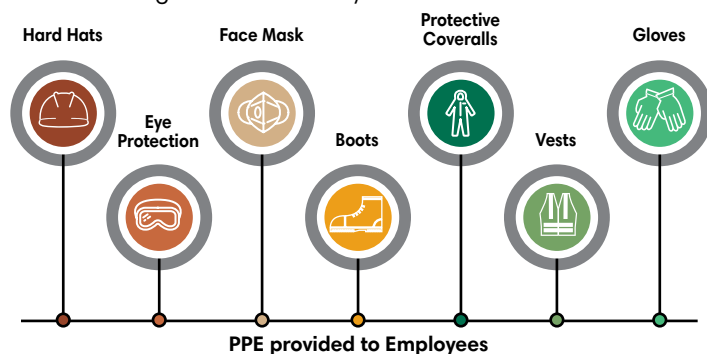 Hard Hats
Eye
Protection
Face Mask
Boots
Protective
Coveralls
Vests
Gloves
PPE provided to Employees